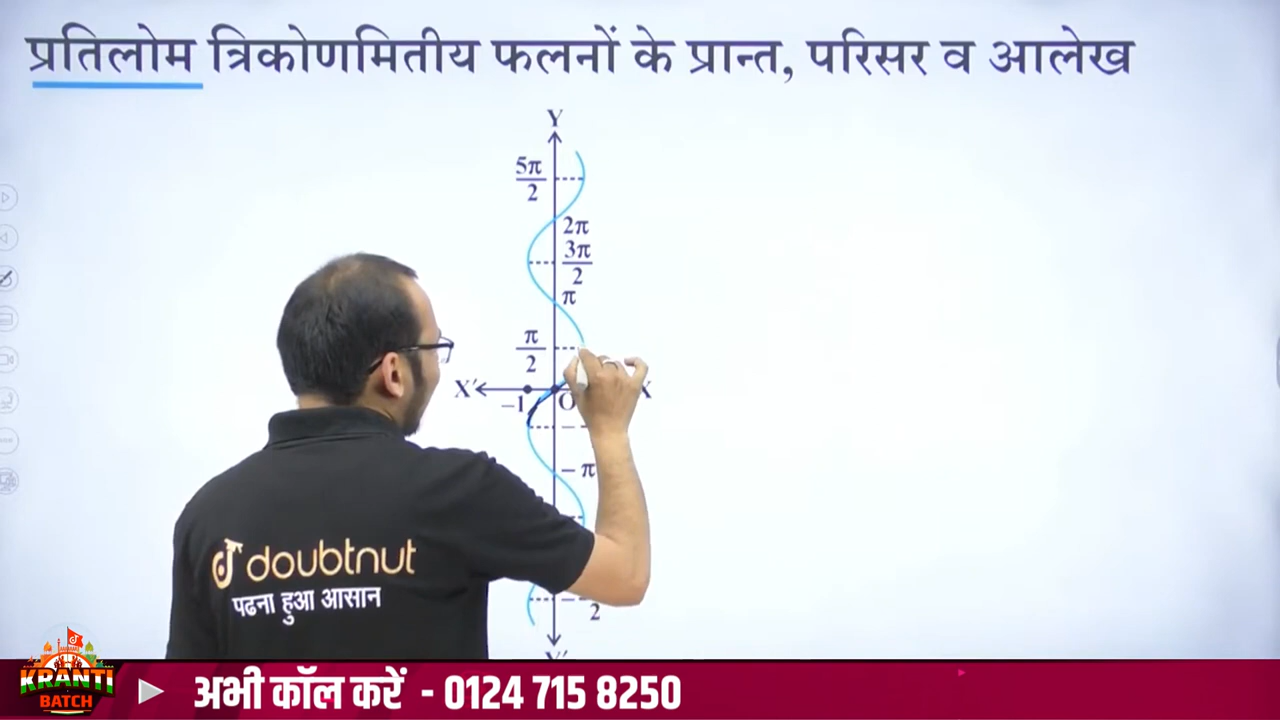 प्रतिलोम त्रिकोणमितीय फलनों के प्रान्त, परिसर व आलेख
Y
5π
2
2π
3π
2
π
π
2
X′
X
−1
O
−π
−
2
Y′
doubtnut
पढना हुआ आसान
KRANTI
BATCH
अभी कॉल करें - 0124 715 8250